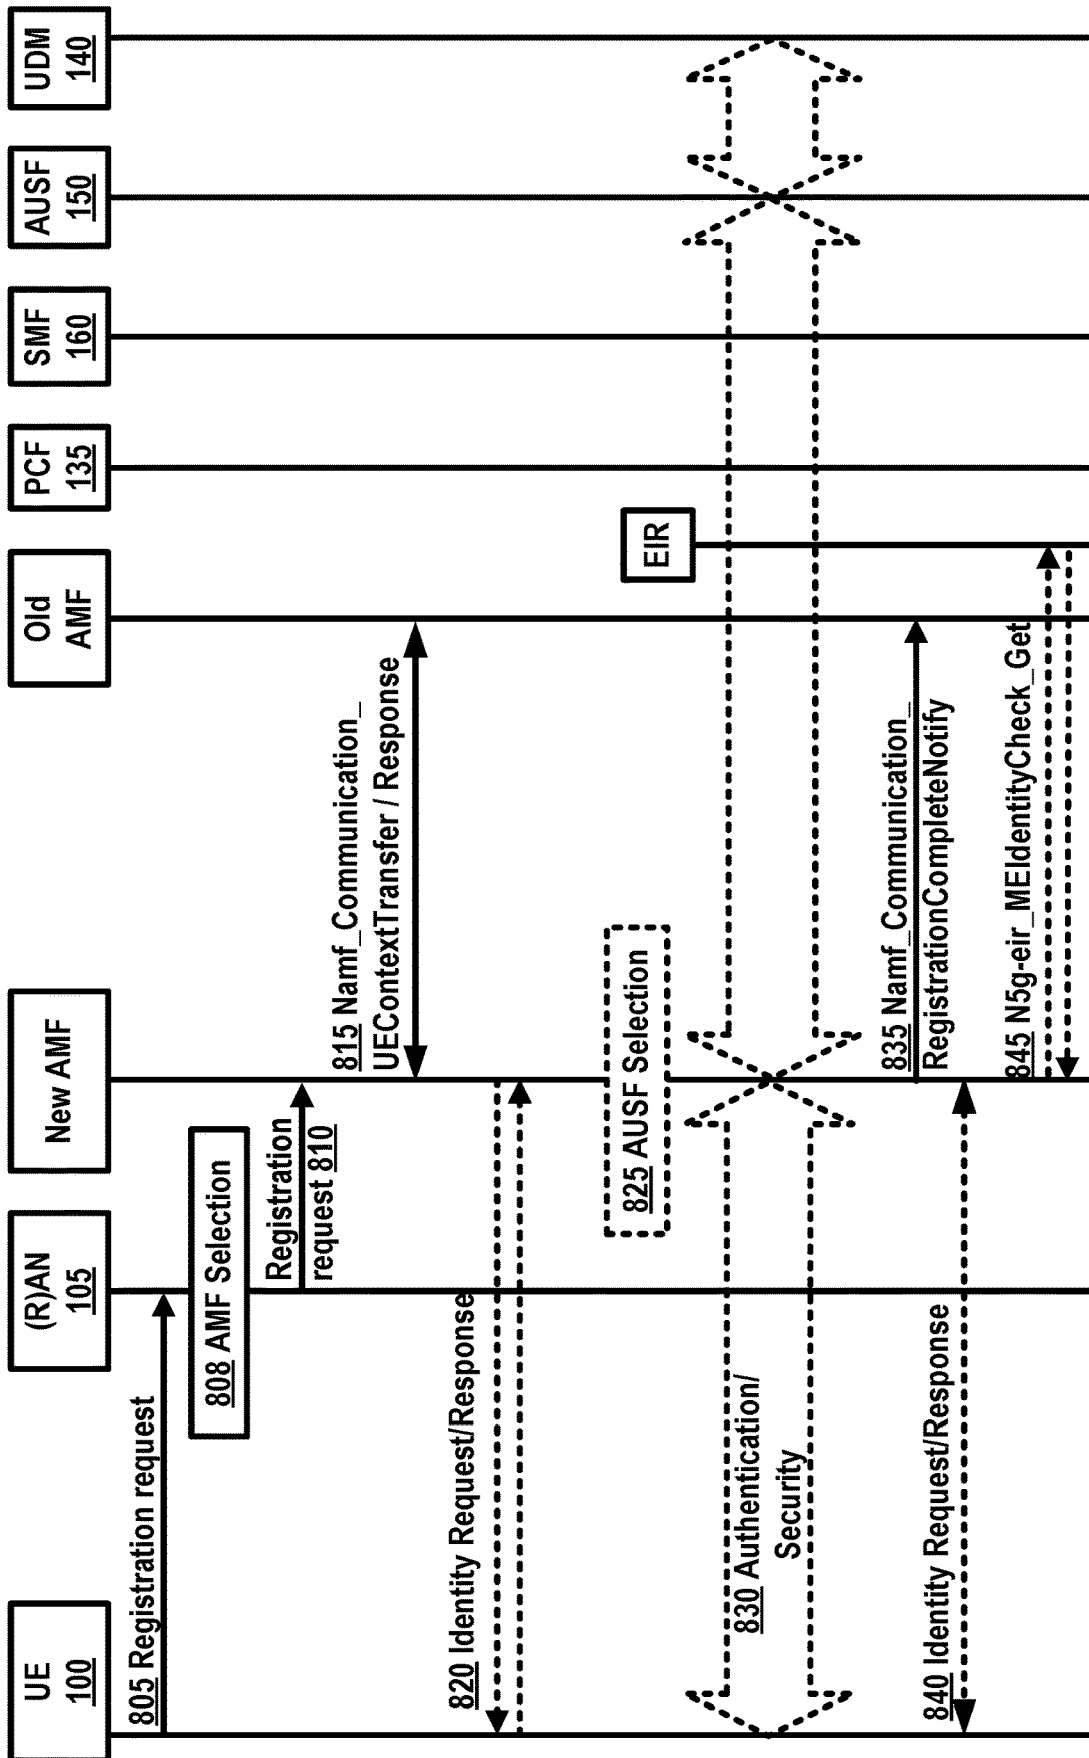 UE
100
(R)AN
105
New AMF
Old
AMF
PCF
135
SMF
160
AUSF
150
UDM
140
805 Registration request
808 AMF Selection
Registration
request 810
815 Namf_Communication_
UEContextTransfer / Response
820 Identity Request/Response
825 AUSF Selection
EIR
830 Authentication/
Security
835 Namf_Communication_
RegistrationCompleteNotify
840 Identity Request/Response
845 N5g-eir_MEIdentityCheck_Get